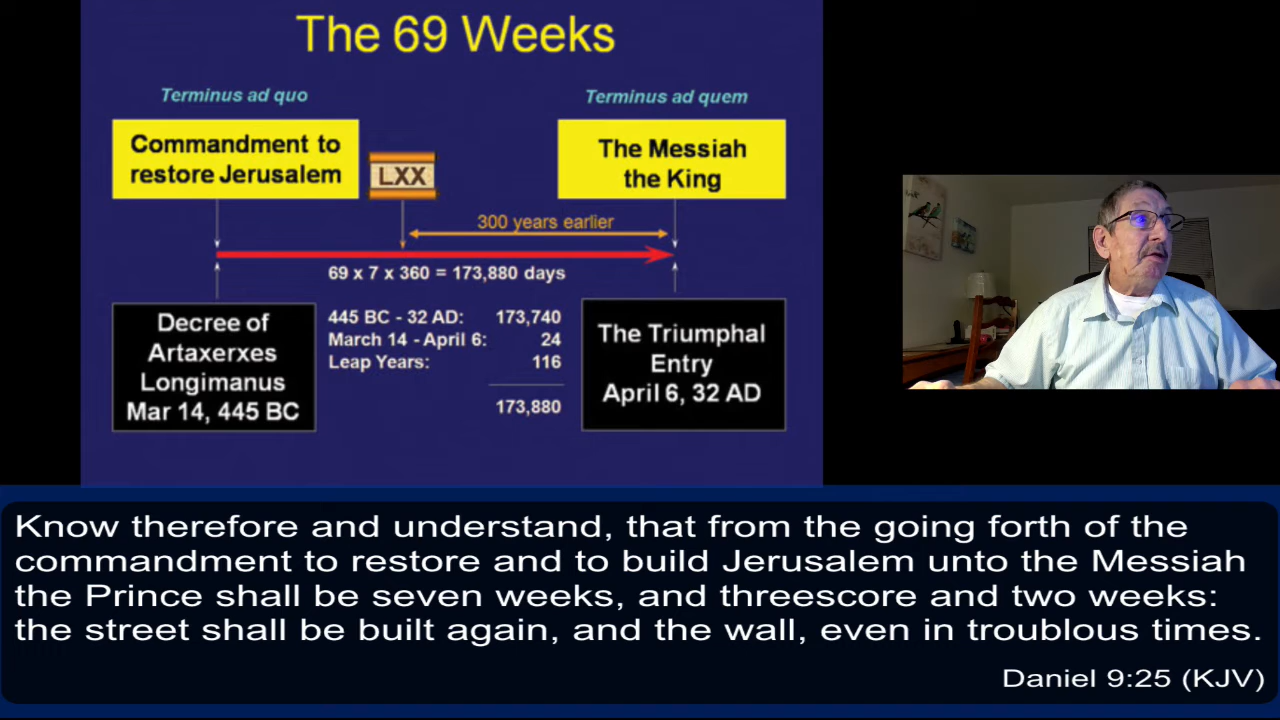 The 69 Weeks
Terminus ad quo
Terminus ad quem
Commandment to
restore Jerusalem
LXX
The Messiah
the King
300 years earlier
69 x 7 x 360 = 173,880 days
Decree of
Artaxerxes
Longimanus
Mar 14, 445 BC
445 BC - 32 AD: 173,740
March 14 - April 6: 24
Leap Years: 116
173,880
The Triumphal
Entry
April 6, 32 AD
Know therefore and understand, that from the going forth of the
commandment to restore and to build Jerusalem unto the Messiah
the Prince shall be seven weeks, and threescore and two weeks:
the street shall be built again, and the wall, even in troublous times.
Daniel 9:25 (KJV)